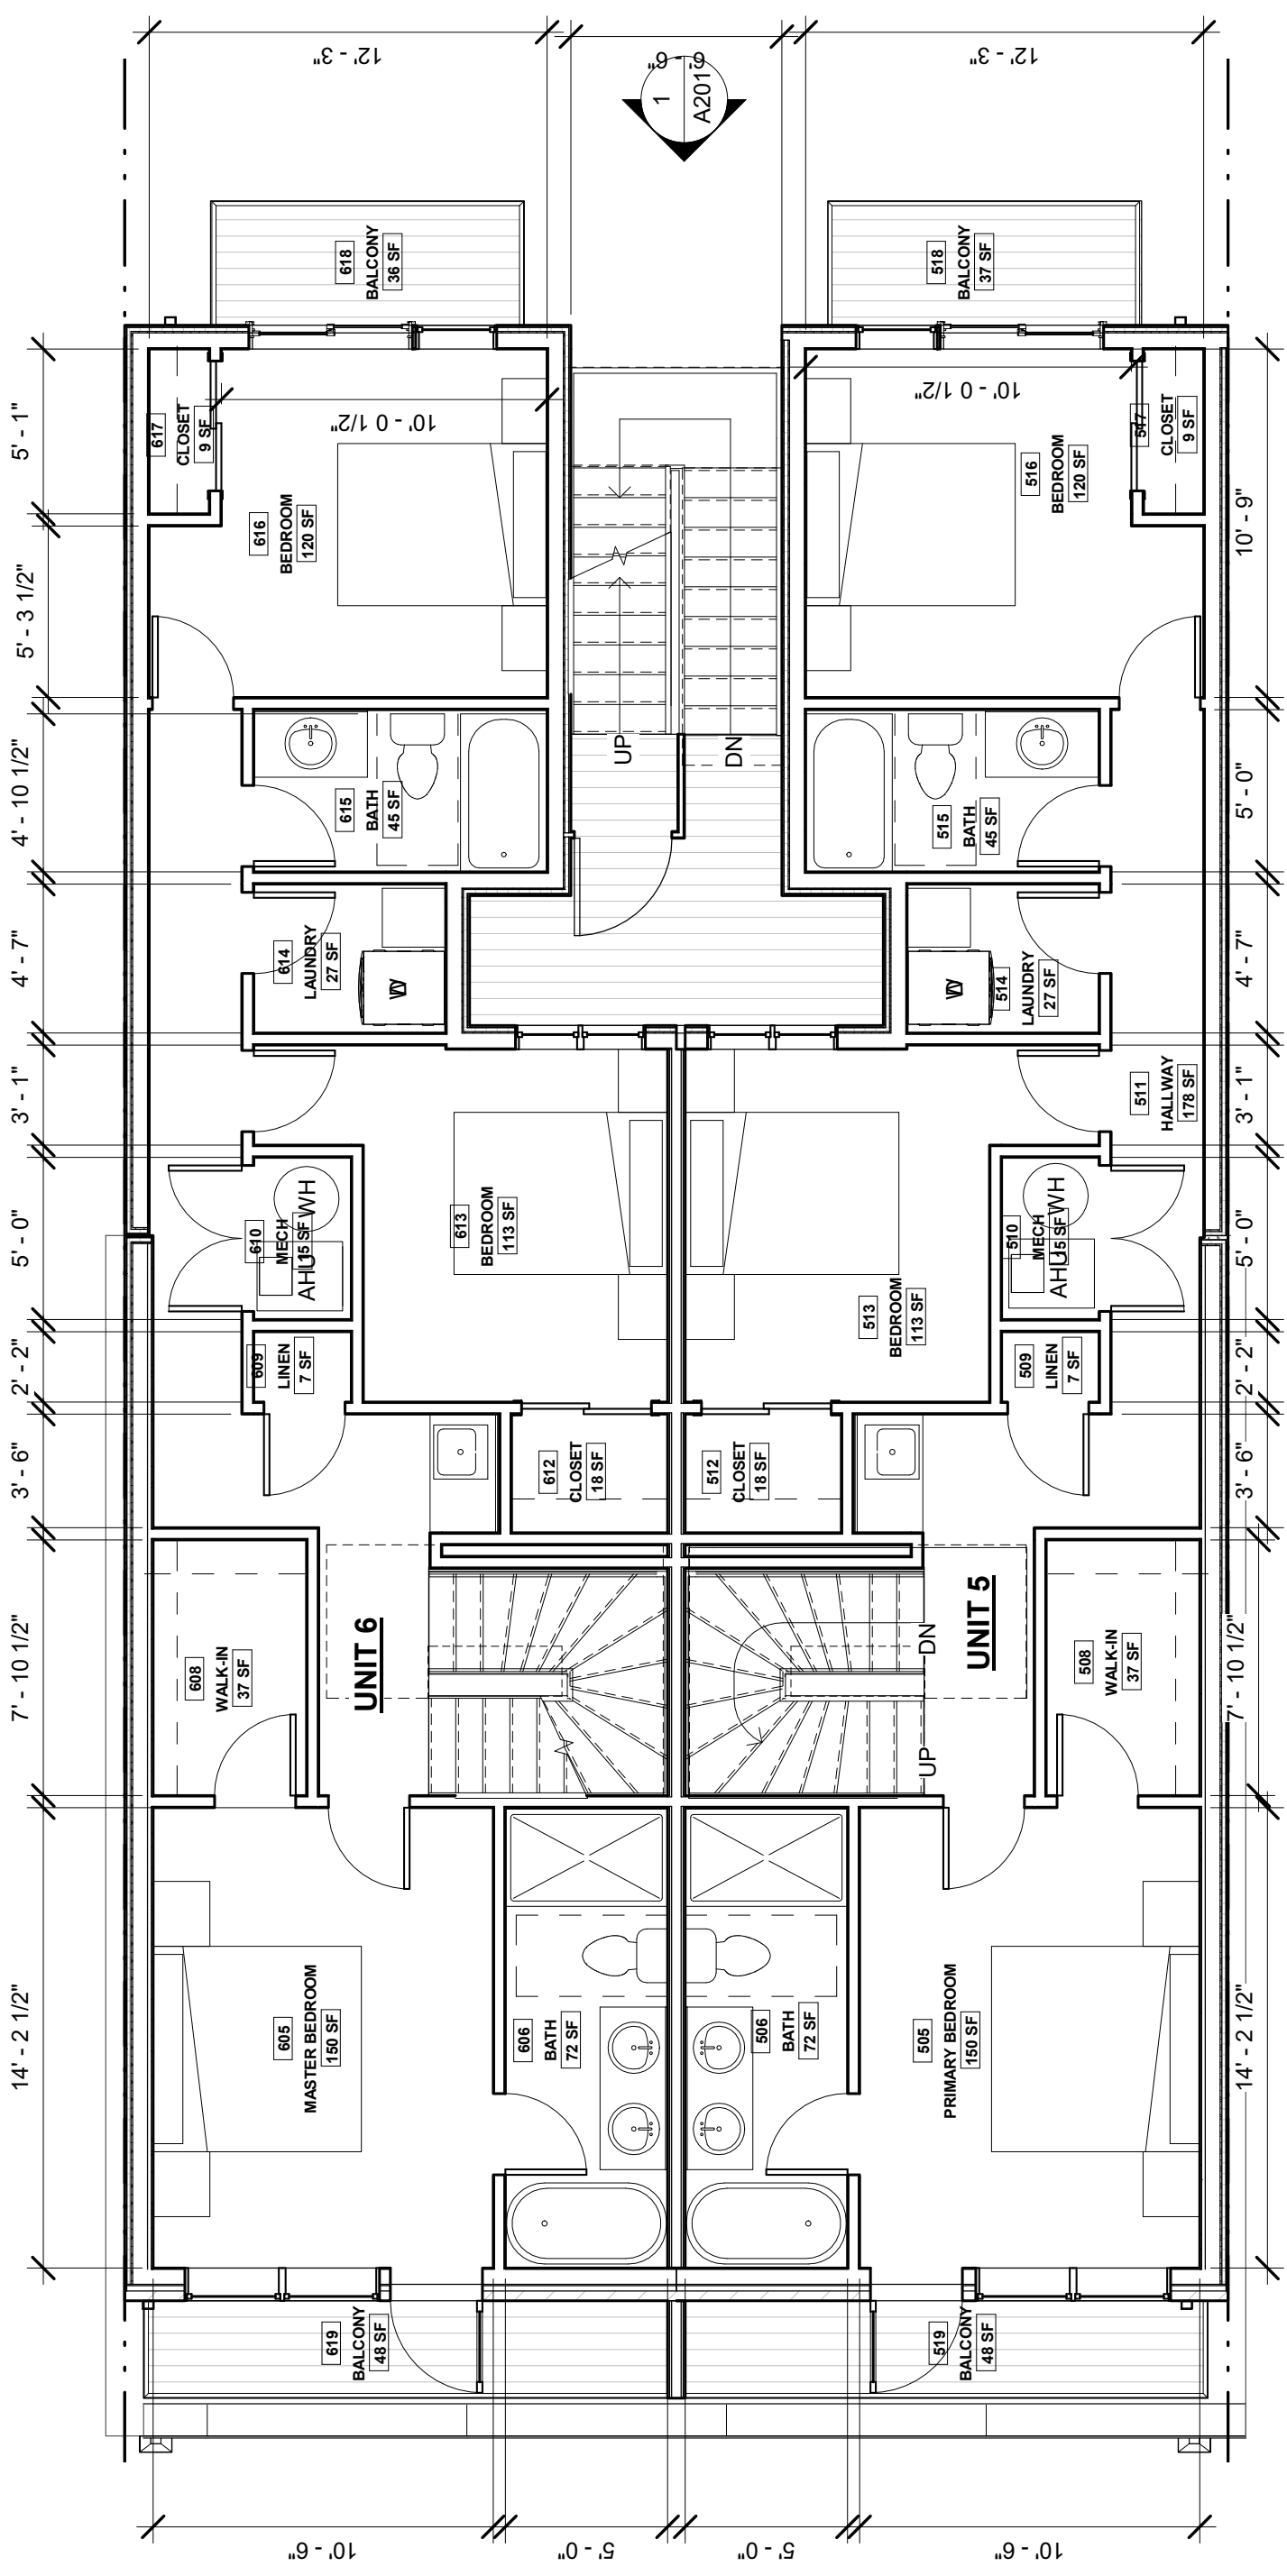 12' - 3"
6' - 6"
12' - 3"
1
A201
618
BALCONY
36 SF
518
BALCONY
37 SF
5' - 1"
5' - 3 1/2"
4' - 10 1/2"
4' - 7"
3' - 1"
5' - 0"
2' - 2"
3' - 6"
7' - 10 1/2"
14' - 2 1/2"
617
CLOSET
9 SF
10' - 0 1/2"
616
BEDROOM
120 SF
10' - 0 1/2"
516
BEDROOM
120 SF
517
CLOSET
9 SF
10' - 9"
615
BATH
45 SF
UP
DN
515
BATH
45 SF
5' - 0"
614
LAUNDRY
27 SF
514
LAUNDRY
27 SF
4' - 7"
613
BEDROOM
113 SF
513
BEDROOM
113 SF
511
HALLWAY
178 SF
3' - 1"
610
MECH
15 SF
AHU
WH
510
MECH
15 SF
AHU
WH
5' - 0"
609
LINEN
7 SF
509
LINEN
7 SF
2' - 2"
612
CLOSET
18 SF
512
CLOSET
18 SF
3' - 6"
608
WALK-IN
37 SF
UNIT 6
DN
UP
UNIT 5
508
WALK-IN
37 SF
7' - 10 1/2"
605
MASTER BEDROOM
150 SF
606
BATH
72 SF
506
BATH
72 SF
505
PRIMARY BEDROOM
150 SF
14' - 2 1/2"
619
BALCONY
48 SF
519
BALCONY
48 SF
10' - 6"
5' - 0"
5' - 0"
10' - 6"